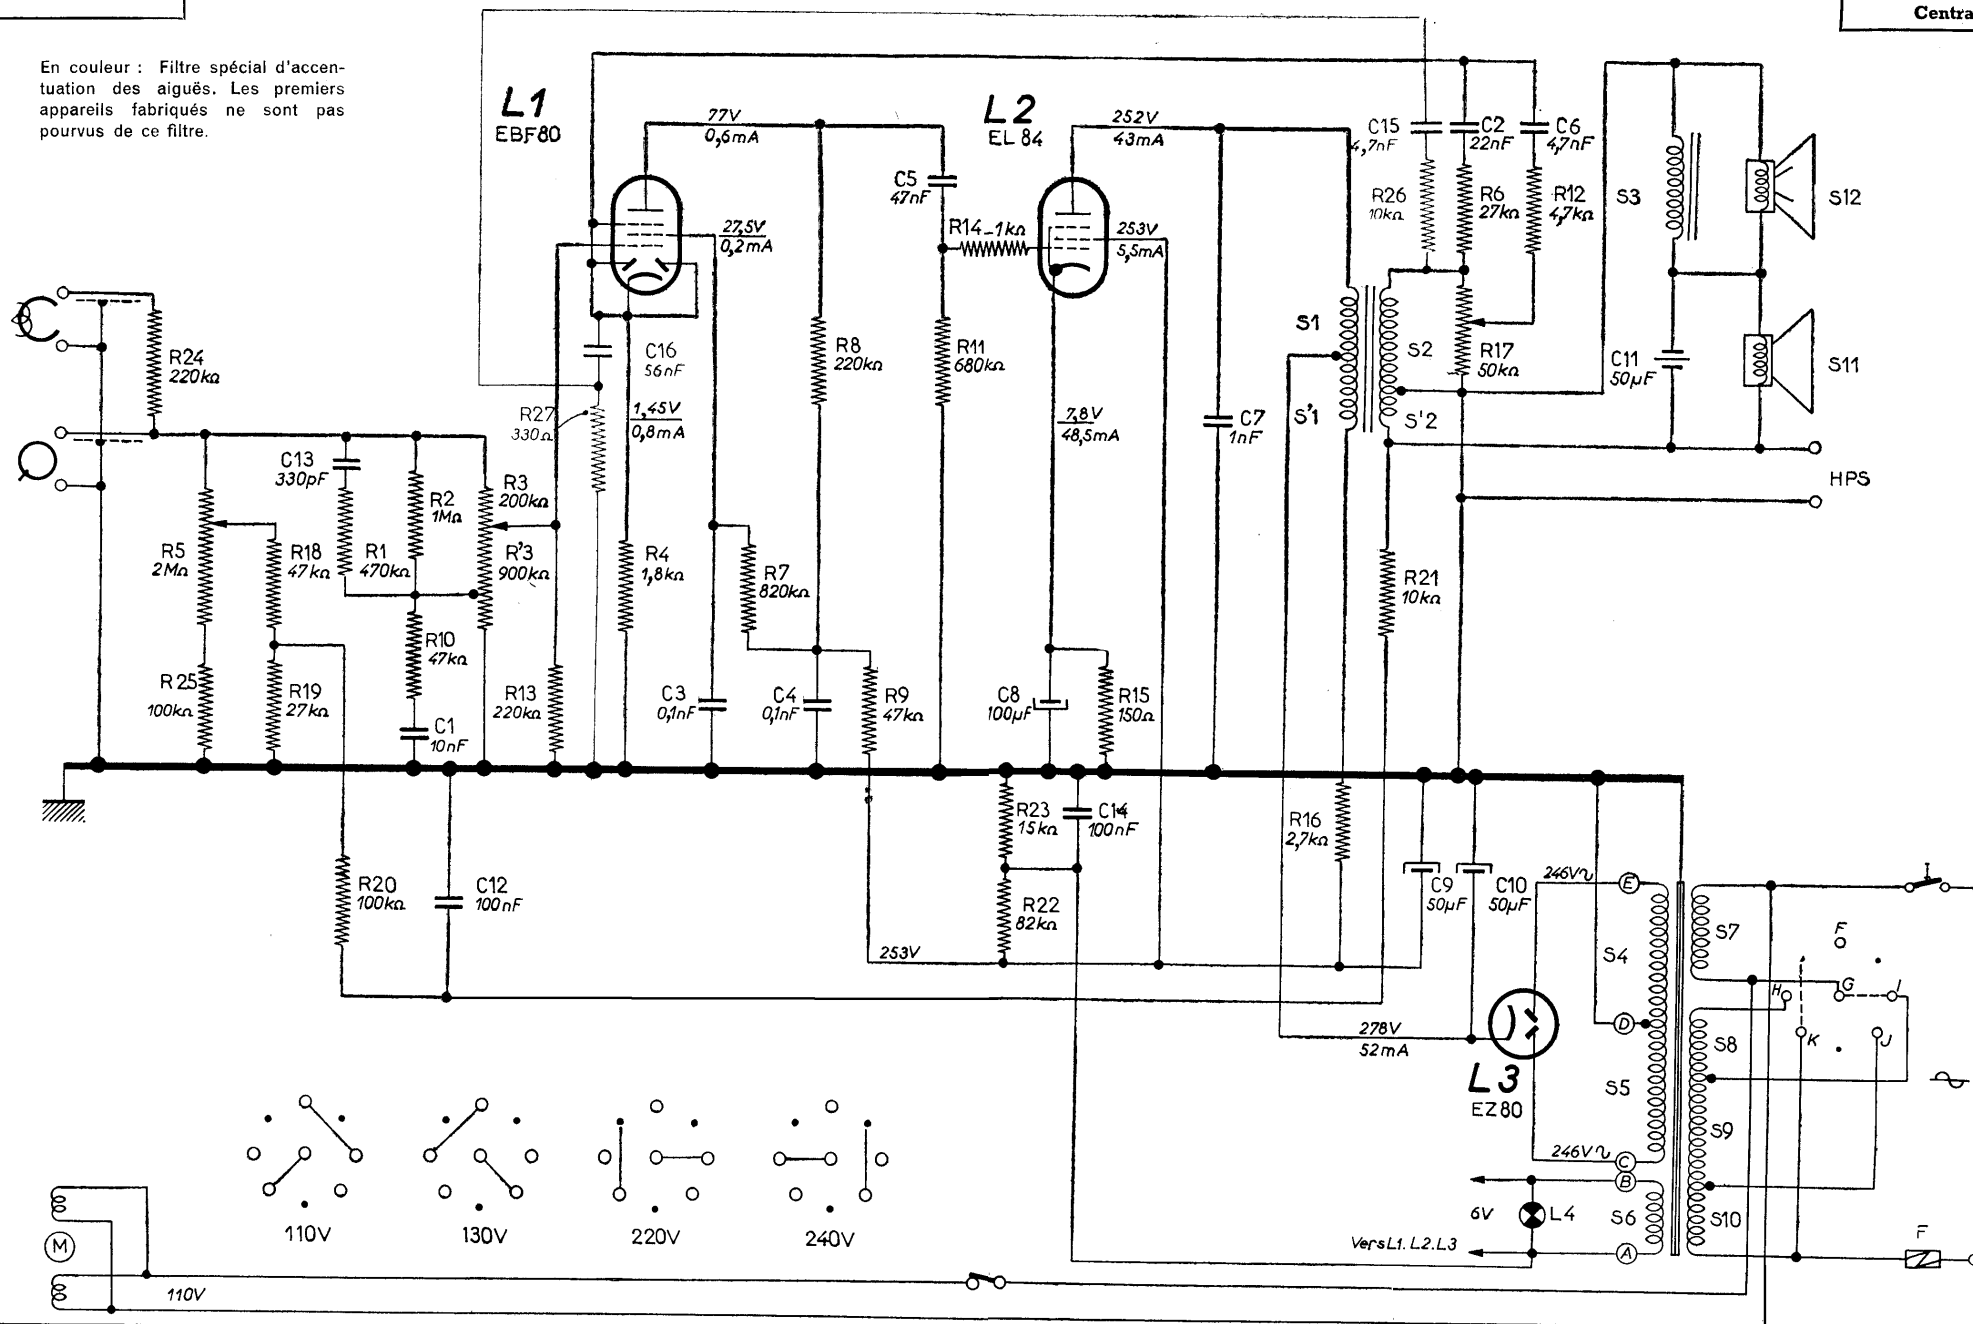 Centra
En couleur : Filtre spécial d'accen-
tuation des aiguës. Les premiers
appareils fabriqués ne sont pas
pourvus de ce filtre.
L1
EBF80
77V
0,6mA
L2
EL 84
252V
43mA
C15
4,7nF
C2
22nF
C6
4,7nF
C5
47nF
R26
10kΩ
R6
27kΩ
R12
4,7kΩ
S3
S12
27,5V
0,2mA
R14-1kΩ
253V
5,5mA
R24
220kΩ
C16
56nF
R8
220kΩ
R11
680kΩ
S1
S2
R17
50kΩ
C11
50µF
S11
R27
330Ω
1,45V
0,8mA
7,8V
48,5mA
C7
1nF
S'1
S'2
C13
330pF
R3
200kΩ
R2
1MΩ
HPS
R5
2MΩ
R18
47kΩ
R1
470kΩ
R'3
900kΩ
R4
1,8kΩ
R7
820kΩ
R21
10kΩ
R10
47kΩ
R25
100kΩ
R19
27kΩ
R13
220kΩ
C3
0,1nF
C4
0,1nF
R9
47kΩ
C8
100µF
R15
150Ω
C1
10nF
R23
15kΩ
C14
100nF
R16
2,7kΩ
R20
100kΩ
C12
100nF
R22
82kΩ
C9
50µF
C10
50µF
246V∿
E
253V
S4
S7
F
H
G
I
278V
52mA
D
K
J
S8
L3
EZ80
S5
S9
246V∿
C
B
6V
L4
S6
S10
110V
130V
220V
240V
Vers L1. L2. L3
A
F
M
110V